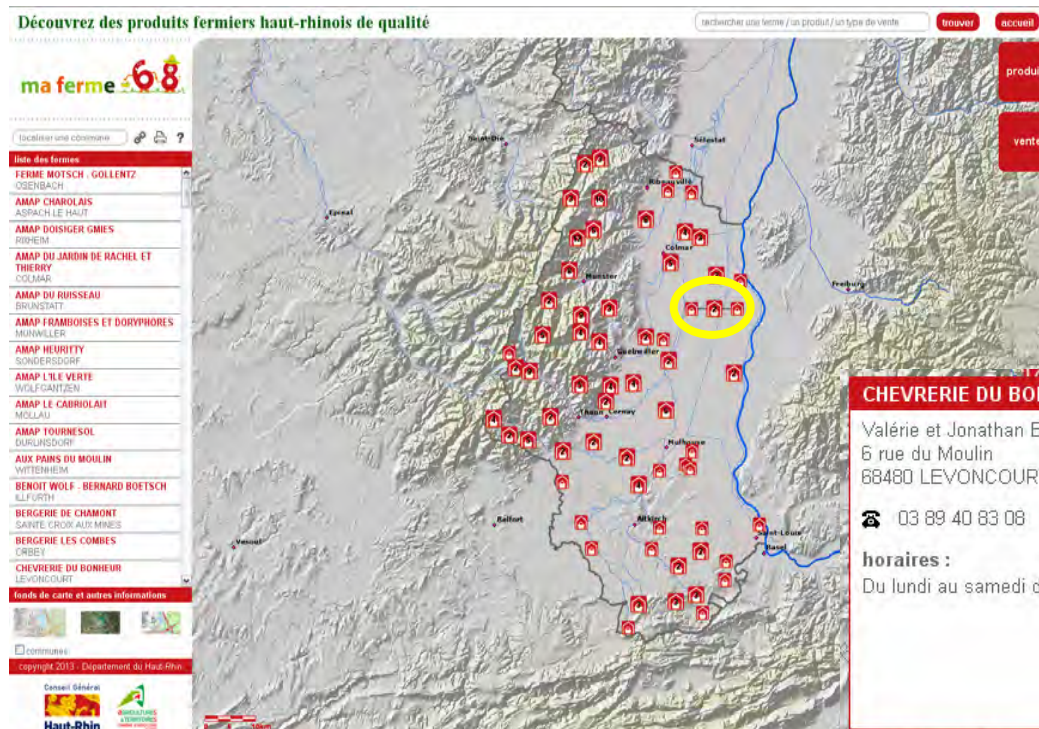 Découvrez des produits fermiers haut-rhinois de qualité
rechercher une ferme / un produit / un type de vente
trouver
accueil
ma ferme 68
produi
vente
localiser une commune
?
liste des fermes
FERME MOTSCH . GOLLENTZ
OSENBACH
AMAP CHAROLAIS
ASPACH LE HAUT
AMAP DOISIGER GMIES
RIXHEIM
AMAP DU JARDIN DE RACHEL ET
THIERRY
COLMAR
AMAP DU RUISSEAU
BRUNSTATT
AMAP FRAMBOISES ET DORYPHORES
MUNWILLER
AMAP HEURITTY
SONDERSDORF
AMAP L'ILE VERTE
WOLFGANTZEN
AMAP LE CABRIOLAIT
MOLLAU
AMAP TOURNESOL
DURLINSDORF
AUX PAINS DU MOULIN
WITTENHEIM
BENOIT WOLF - BERNARD BOETSCH
ILLFURTH
BERGERIE DE CHAMONT
SAINTE CROIX AUX MINES
BERGERIE LES COMBES
ORBEY
CHEVRERIE DU BONHEUR
LEVONCOURT
fonds de carte et autres informations
communes
copyright 2013 - Département du Haut-Rhin
Conseil Général
Haut-Rhin
AGRICULTURES
& TERRITOIRES
Saint-Dié
Sélestat
Ribeauvillé
Epinal
Colmar
Munster
Freiburg
Guebwiller
Thann
Cernay
Mulhouse
Belfort
Altkirch
Vesoul
Saint-Louis
Basel
CHEVRERIE DU BO
Valérie et Jonathan E
6 rue du Moulin
68480 LEVONCOUR
03 89 40 83 08
horaires :
Du lundi au samedi d